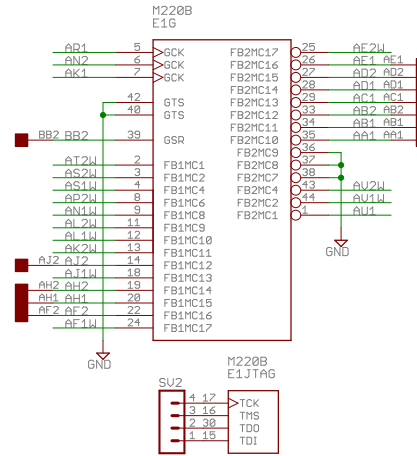 M220B
E1G
AR1 5 GCK FB2MC17 25 AE2W
AN2 6 GCK FB2MC16 26 AE1 AE1
AK1 7 GCK FB2MC15 27 AD2 AD2
FB2MC14 28 AD1 AD1
42 GTS FB2MC13 29 AC1 AC1
40 GTS FB2MC12 33 AB2 AB2
FB2MC11 34 AB1 AB1
BB2 BB2 39 GSR FB2MC10 35 AA1 AA1
FB2MC9 36
AT2W 2 FB1MC1 FB2MC8 37
AS2W 3 FB1MC2 FB2MC7 38
AS1W 4 FB1MC4 FB2MC4 43 AV2W
AP2W 8 FB1MC6 FB2MC2 44 AV1W
AN1W 9 FB1MC8 FB2MC1 1 AU1
AL2W 11 FB1MC9
AL1W 12 FB1MC10
AK2W 13 FB1MC11
AJ2 AJ2 14 FB1MC12
AJ1W 18 FB1MC13
AH2 AH2 19 FB1MC14
AH1 AH1 20 FB1MC15
AF2 AF2 22 FB1MC16
AF1W 24 FB1MC17
GND
GND
M220B
E1JTAG
SV2
4 17 TCK
3 16 TMS
2 30 TDO
1 15 TDI